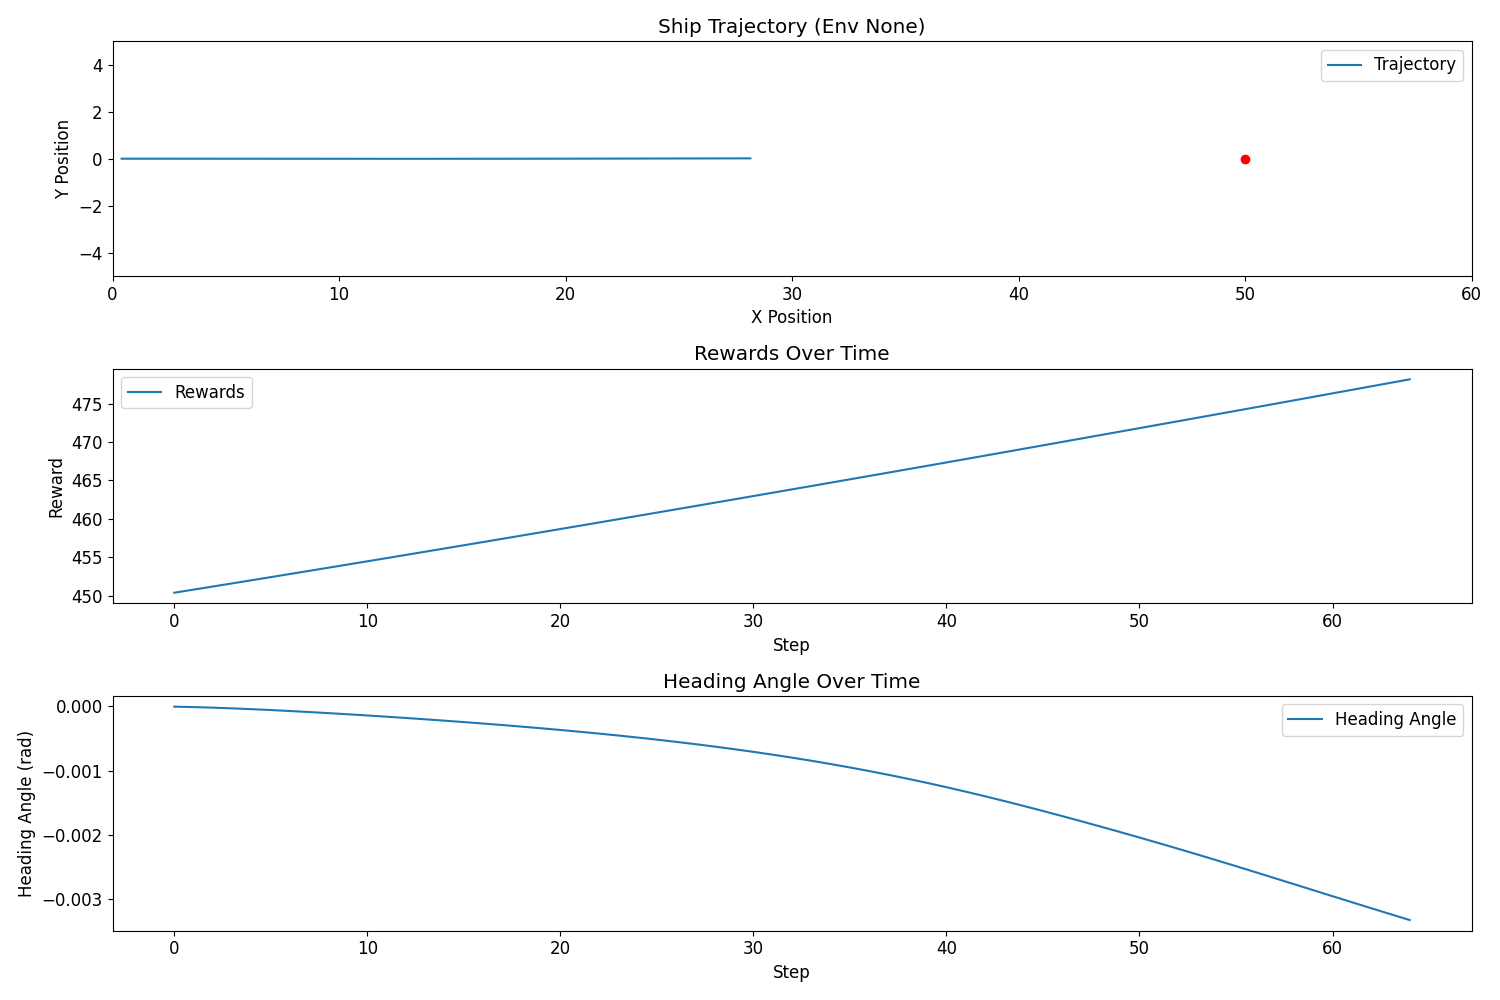 Ship Trajectory (Env None)
Trajectory
4
2
0
−2
−4
Y Position
0 10 20 30 40 50 60
X Position
Rewards Over Time
Rewards
475
470
465
460
455
450
Reward
0 10 20 30 40 50 60
Step
Heading Angle Over Time
Heading Angle
0.000
−0.001
−0.002
−0.003
Heading Angle (rad)
0 10 20 30 40 50 60
Step